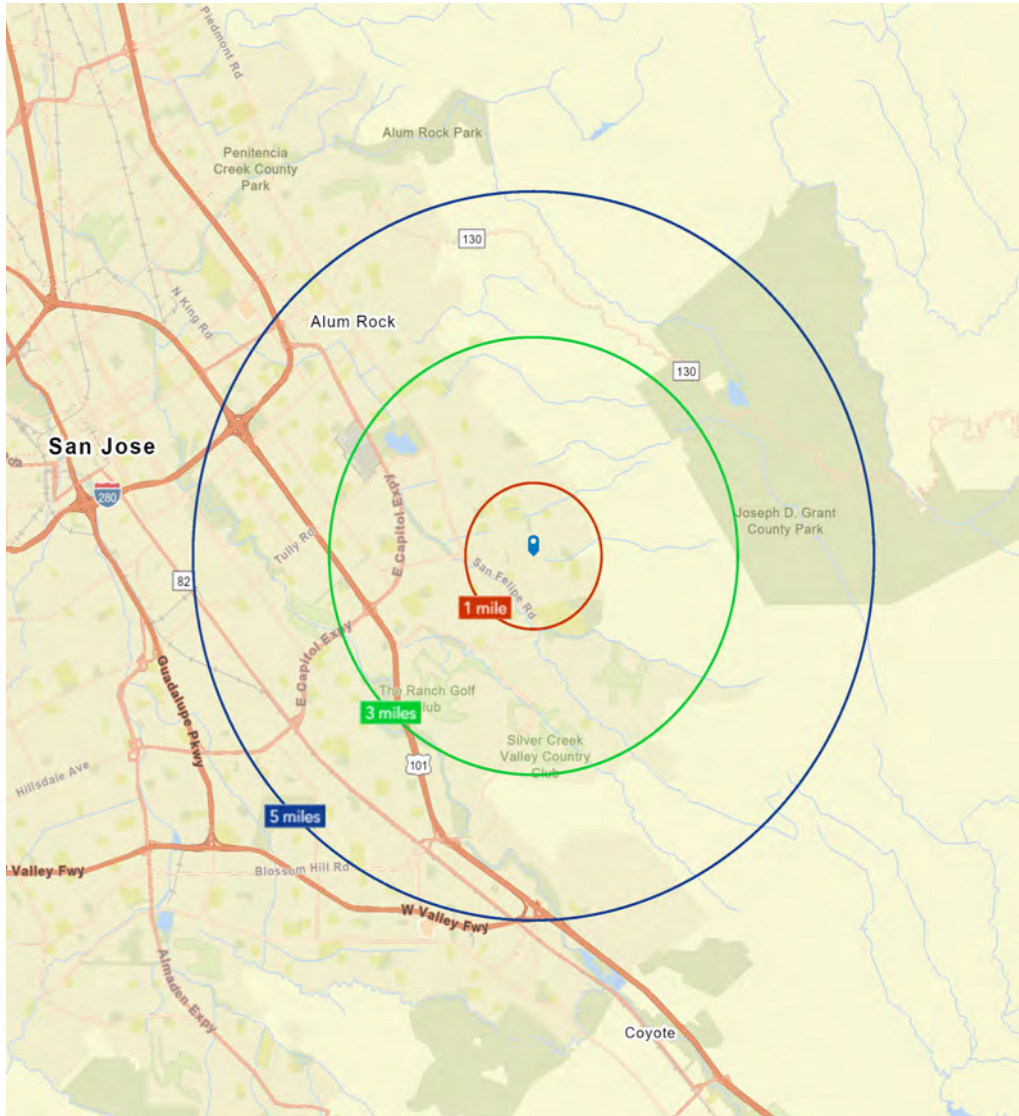 Piedmont Rd
Alum Rock Park
Penitencia
Creek County
Park
130
N King Rd
Alum Rock
130
San Jose
280
Joseph D. Grant
County Park
E Capitol Expy
Tully Rd
San Felipe Rd
82
1 mile
E Capitol Expy
Guadalupe Pkwy
The Ranch Golf
lub
3 miles
Silver Creek
Valley Country
Club
101
Hillsdale Ave
5 miles
Valley Fwy
Blossom Hill Rd
W Valley Fwy
Almaden Expy
Coyote